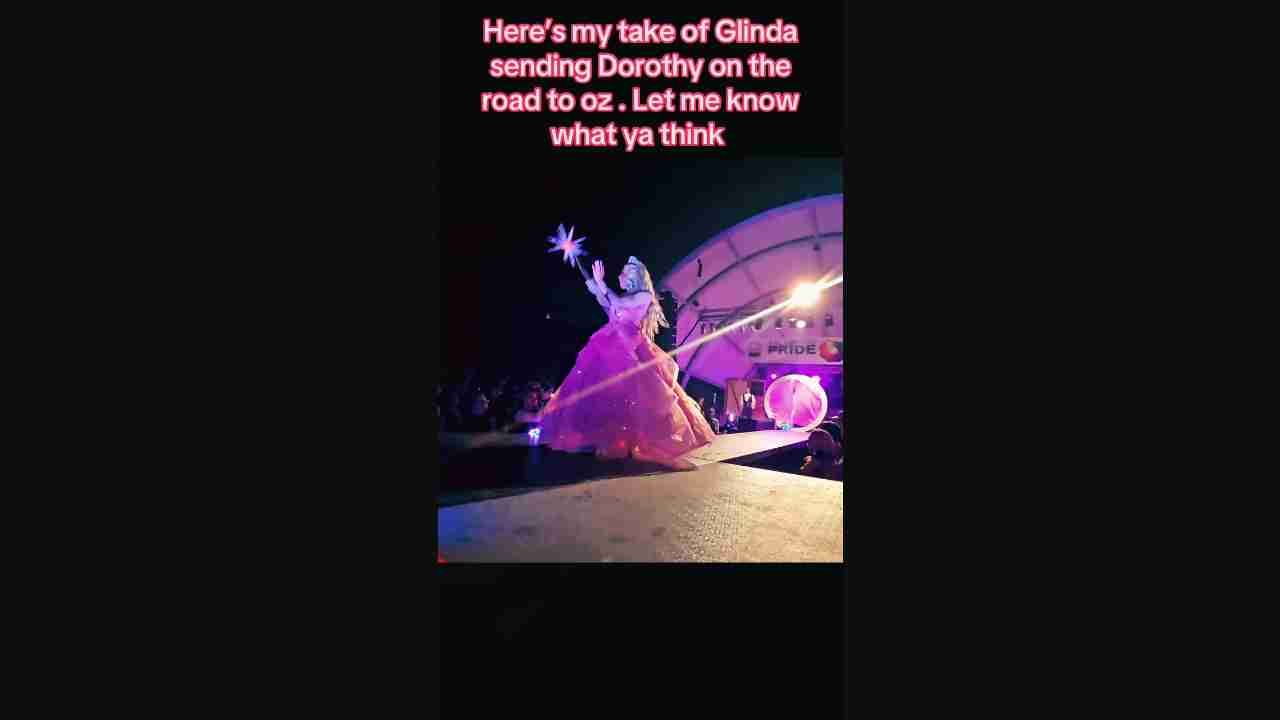 Here's my take of Glinda
sending Dorothy on the
road to oz . Let me know
what ya think
PRIDE